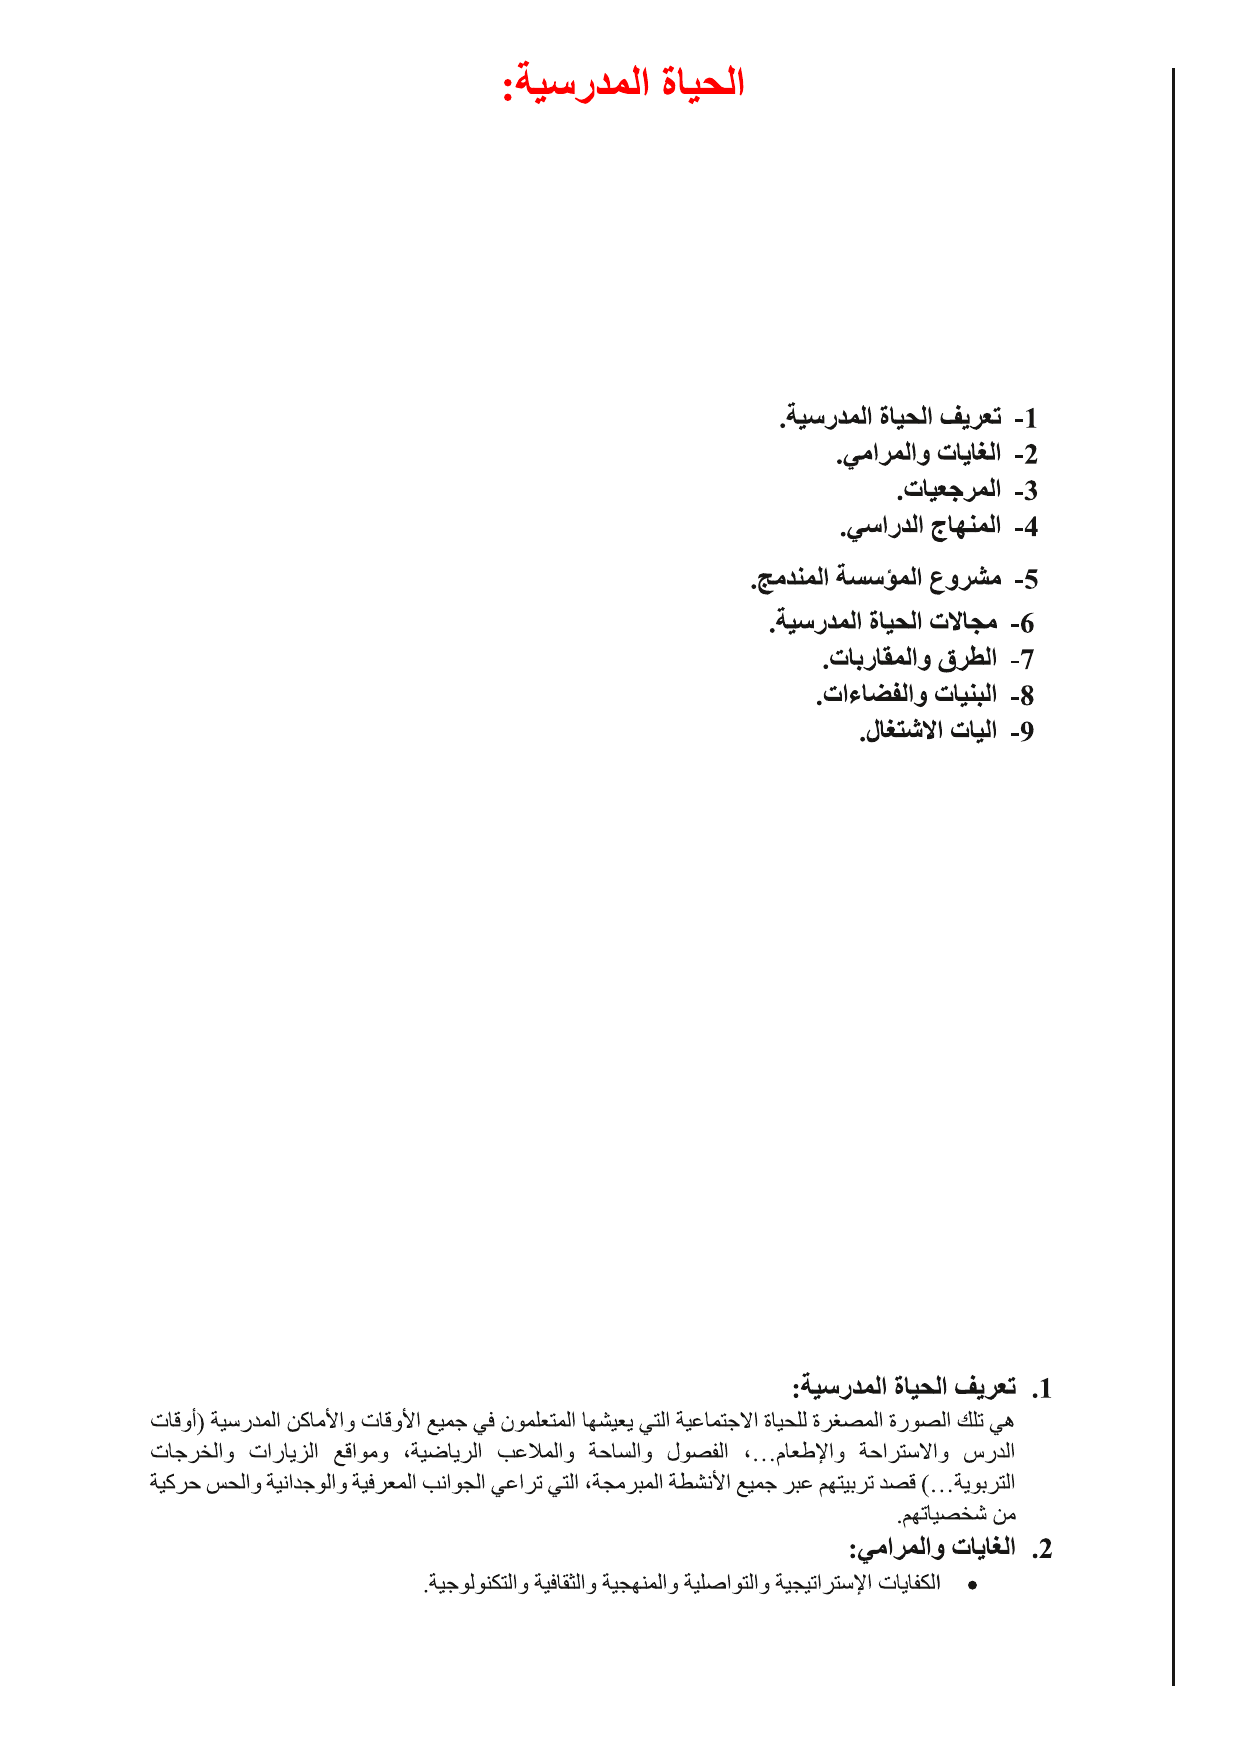 الحياة المدرسية:
1- تعريف الحياة المدرسية.
2- الغايات والمرامي.
3- المرجعيات.
4- المنهاج الدراسي.
5- مشروع المؤسسة المندمج.
6- مجالات الحياة المدرسية.
7- الطرق والمقاربات.
8- البنيات والفضاءات.
9- اليات الاشتغال.
1. تعريف الحياة المدرسية:
هي تلك الصورة المصغرة للحياة الاجتماعية التي يعيشها المتعلمون في جميع الأوقات والأماكن المدرسية (أوقات
الدرس والاستراحة والإطعام...، الفصول والساحة والملاعب الرياضية، ومواقع الزيارات والخرجات
التربوية...) قصد تربيتهم عبر جميع الأنشطة المبرمجة، التي تراعي الجوانب المعرفية والوجدانية والحس حركية
من شخصياتهم.
2. الغايات والمرامي:
• الكفايات الإستراتيجية والتواصلية والمنهجية والثقافية والتكنولوجية.